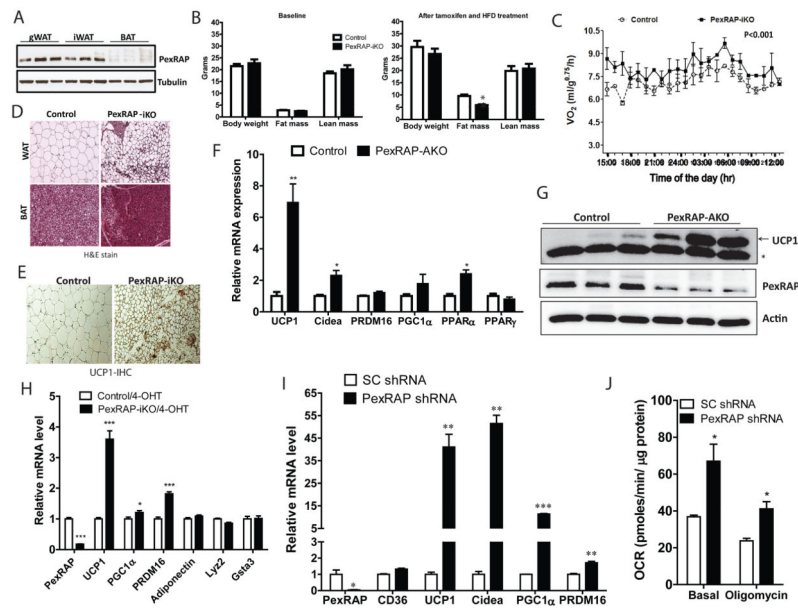 A
gWAT iWAT BAT
PexRAP
Tubulin
B
Baseline
Control
PexRAP-iKO
Grams
50
40
30
20
10
0
Body weight Fat mass Lean mass
After tamoxifen and HFD treatment
Grams
45
40
35
30
25
20
15
10
5
0
*
Body weight Fat mass Lean mass
C
Control PexRAP-iKO
P<0.001
VO2 (ml/g^0.75/h)
10.5
9.0
7.5
6.0
4.5
3.0
15:00 18:00 21:00 24:00 03:00 06:00 09:00 12:00
Time of the day (hr)
D
Control PexRAP-iKO
WAT
BAT
H&E stain
E
Control PexRAP-iKO
UCP1-IHC
F
Control PexRAP-AKO
Relative mRNA expression
10
8
6
4
2
0
**
*
*
UCP1 Cidea PRDM16 PGC1α PPARα PPARγ
G
Control PexRAP-AKO
UCP1
*
PexRAP
Actin
H
Control/4-OHT
PexRAP-iKO/4-OHT
Relative mRNA level
5
4
3
2
1
0
***
***
*
***
PexRAP UCP1 PGC1α PRDM16 Adiponectin Lyz2 Gsta3
I
SC shRNA
PexRAP shRNA
Relative mRNA level
65
55
45
35
25
15
4
3
2
1
0
*
**
**
***
**
PexRAP CD36 UCP1 Cidea PGC1α PRDM16
J
SC shRNA
PexRAP shRNA
OCR (pmoles/min/ μg protein)
100
80
60
40
20
0
*
*
Basal Oligomycin